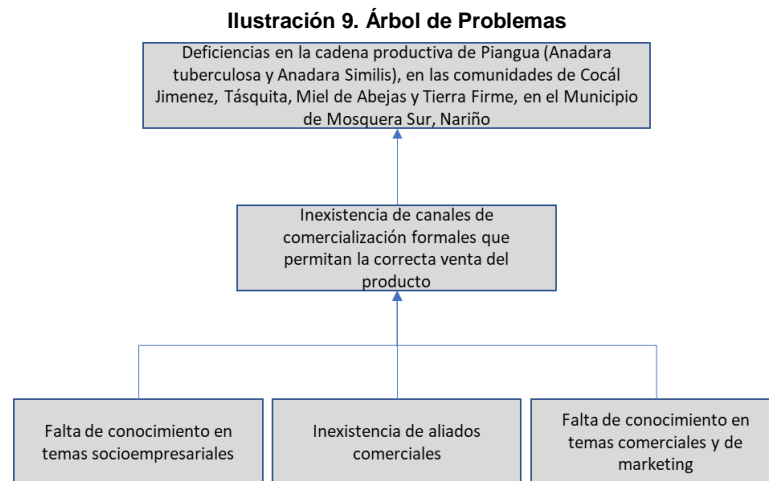 Ilustración 9. Árbol de Problemas
Deficiencias en la cadena productiva de Piangua (Anadara
tuberculosa y Anadara Similis), en las comunidades de Cocál
Jimenez, Tásquita, Miel de Abejas y Tierra Firme, en el Municipio
de Mosquera Sur, Nariño
Inexistencia de canales de
comercialización formales que
permitan la correcta venta del
producto
Falta de conocimiento en
temas socioempresariales
Inexistencia de aliados
comerciales
Falta de conocimiento en
temas comerciales y de
marketing